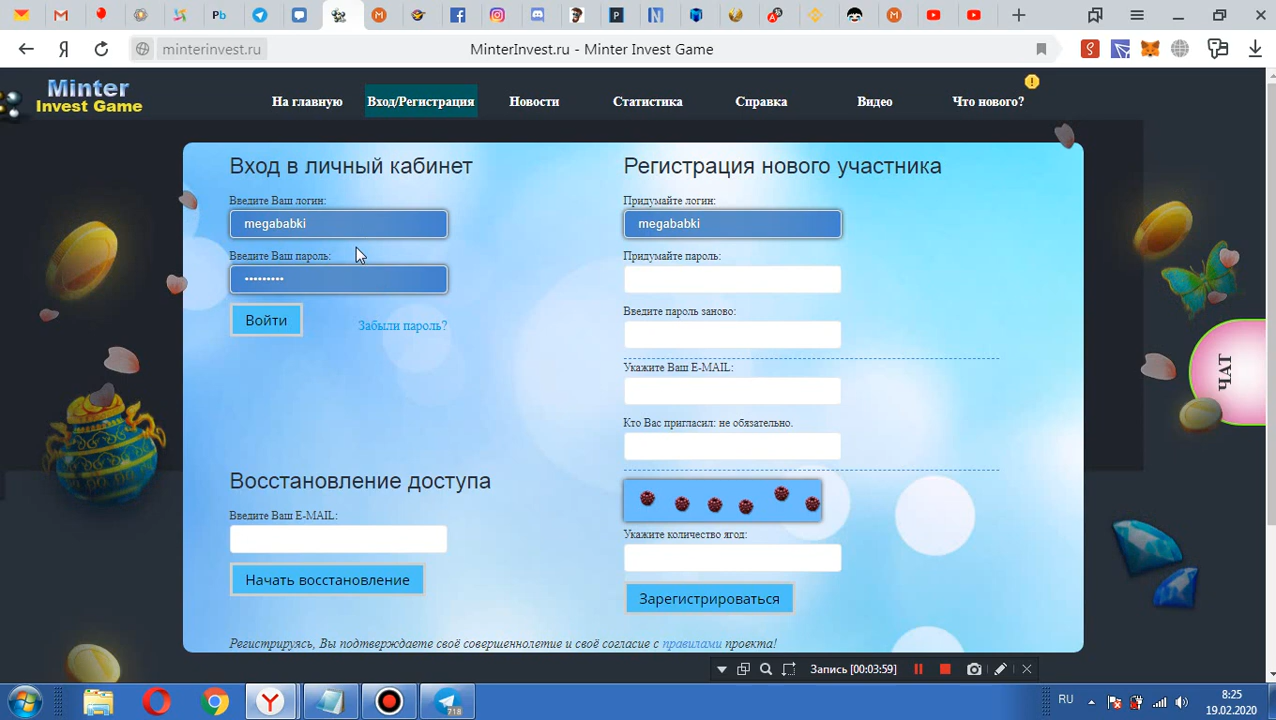 Pb
minterinvest.ru
MinterInvest.ru - Minter Invest Game
Minter
Invest Game
На главную
Вход/Регистрация
Новости
Статистика
Справка
Видео
Что нового?
Вход в личный кабинет
Введите Ваш логин:
megababki
Введите Ваш пароль:
•••••••••
Войти
Забыли пароль?
Восстановление доступа
Введите Ваш E-MAIL:
Начать восстановление
Регистрация нового участника
Придумайте логин:
megababki
Придумайте пароль:
Введите пароль заново:
Укажите Ваш E-MAIL:
Кто Вас пригласил: не обязательно.
Укажите количество ягод:
Зарегистрироваться
Регистрируясь, Вы подтверждаете своё совершеннолетие и своё согласие с правилами проекта!
ЧАТ
Запись [00:03:59]
718
RU
8:25
19.02.2020